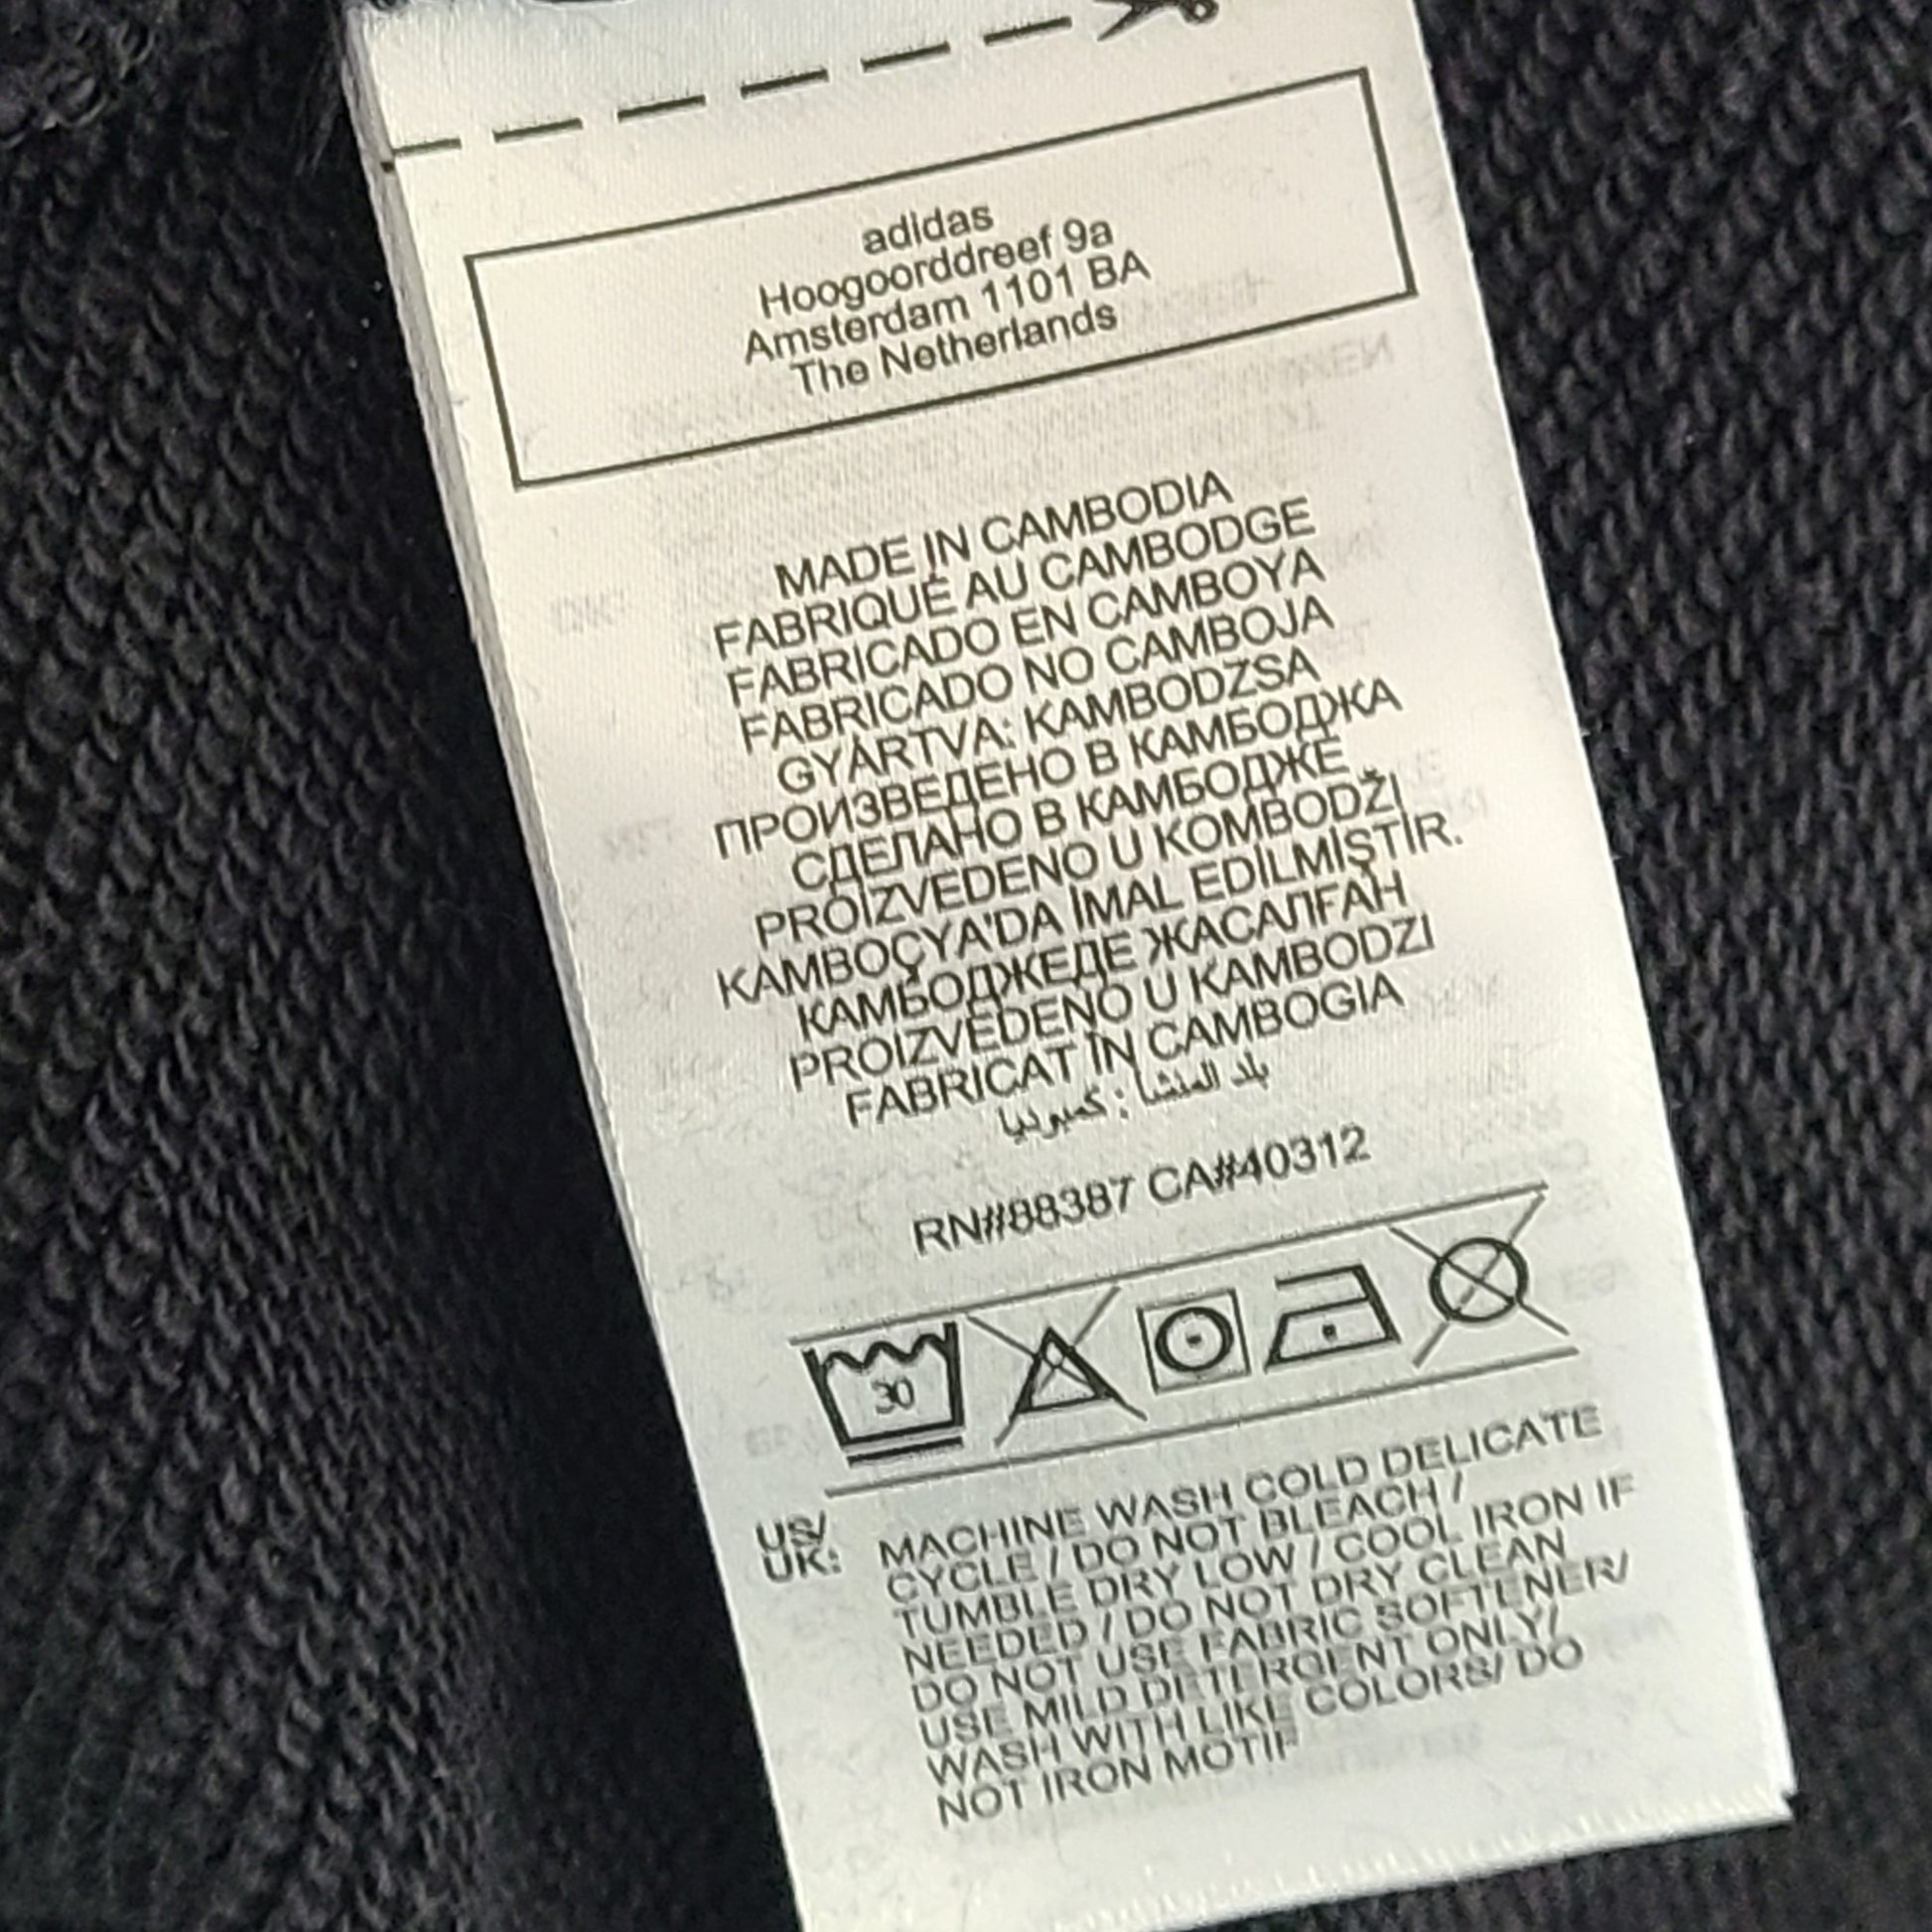 adidas
Hoogoorddreef 9a
Amsterdam 1101 BA
The Netherlands
MADE IN CAMBODIA
FABRIQUÉ AU CAMBODGE
FABRICADO EN CAMBOYA
FABRICADO NO CAMBOJA
GYÁRTVA: KAMBODZSA
ПРОИЗВЕДЕНО В КАМБОДЖА
СДЕЛАНО В КАМБОДЖЕ
PROIZVEDENO U KOMBODŽI
KAMBOÇYA'DA İMAL EDİLMİŞTİR.
КАМБОДЖЕДЕ ЖАСАЛҒАН
PROIZVEDENO U KAMBODZI
FABRICAT ÎN CAMBOGIA
بلد المنشأ : كمبوديا
RN#88387 CA#40312
30
US/
UK:
MACHINE WASH COLD DELICATE
CYCLE / DO NOT BLEACH /
TUMBLE DRY LOW / COOL IRON IF
NEEDED / DO NOT DRY CLEAN
DO NOT USE FABRIC SOFTENER/
USE MILD DETERGENT ONLY/
WASH WITH LIKE COLORS/ DO
NOT IRON MOTIF